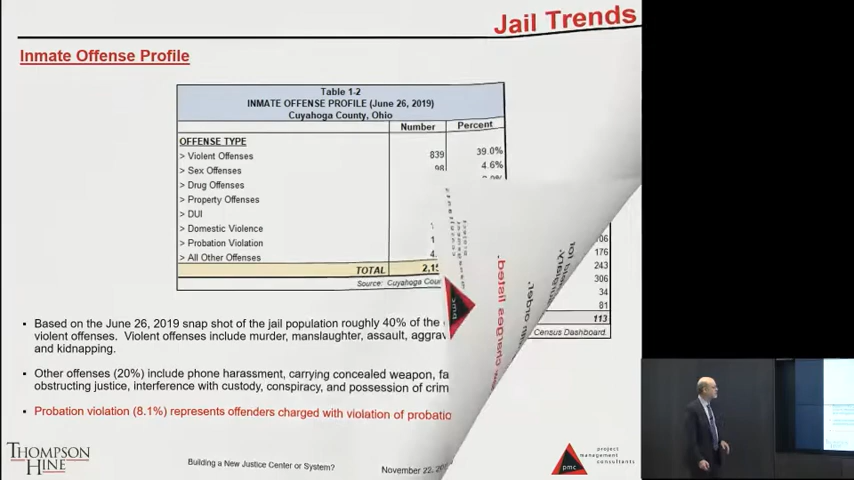 Jail Trends
Inmate Offense Profile
Table 1-2
INMATE OFFENSE PROFILE (June 26, 2019)
Cuyahoga County, Ohio
Number Percent
OFFENSE TYPE
> Violent Offenses 839 39.0%
> Sex Offenses 98 4.6%
> Drug Offenses
> Property Offenses
> DUI
> Domestic Violence
> Probation Violation
> All Other Offenses
TOTAL
Source: Cuyahoga
176
243
306
34
81
113
Census Dashboard.
▪ Based on the June 26, 2019 snap shot of the jail population roughly 40% of the
violent offenses. Violent offenses include murder, manslaughter, assault,
and kidnapping.
▪ Other offenses (20%) include phone harassment, carrying concealed weapon,
obstructing justice, interference with custody, conspiracy, and possession of
▪ Probation violation (8.1%) represents offenders charged with violation of
THOMPSON
HINE
Building a New Justice Center or System?
November 22,
pmc
project
management
consultants